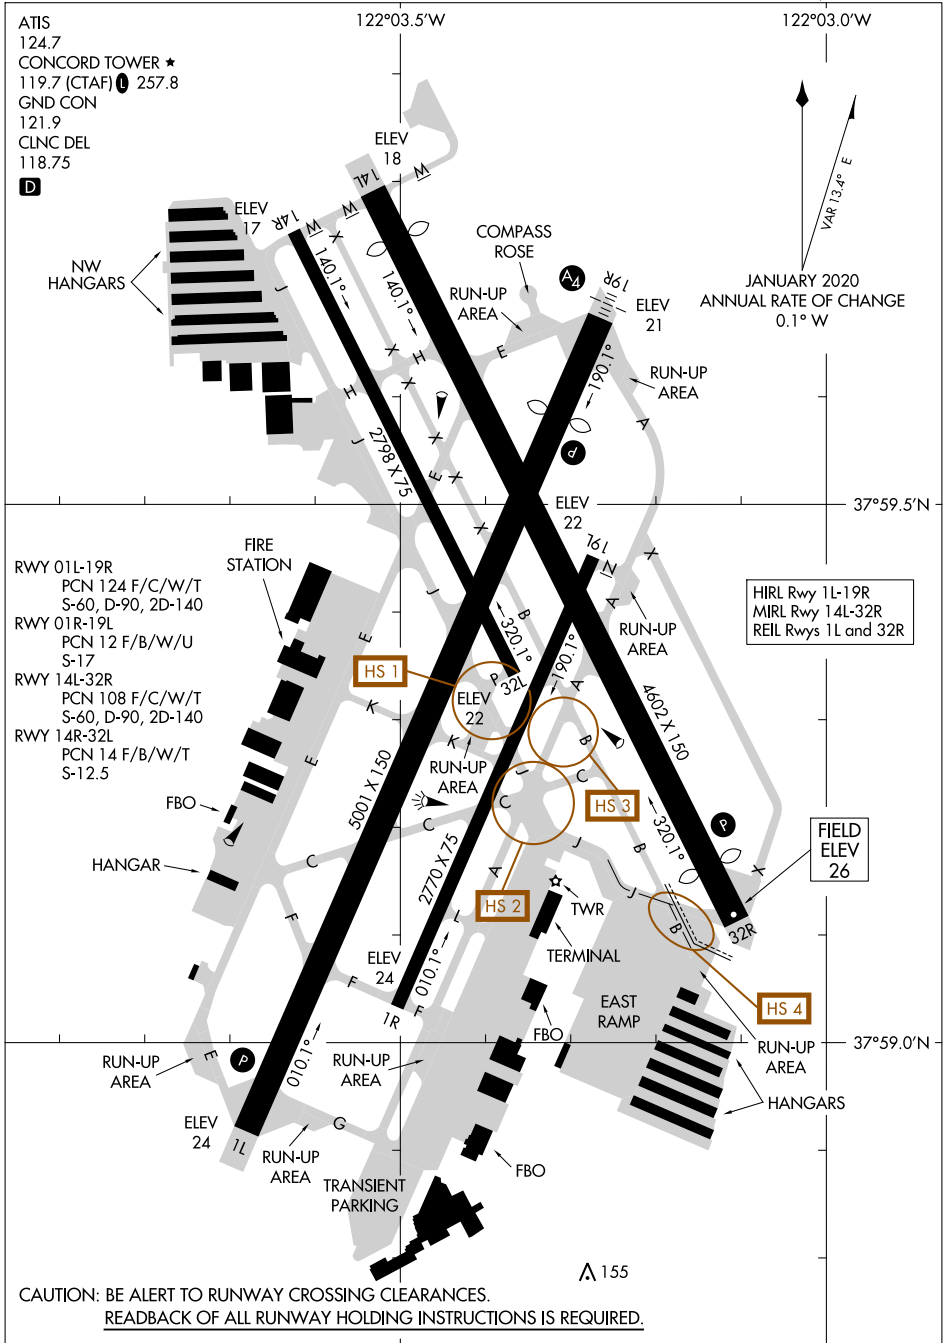 ATIS
124.7
CONCORD TOWER ★
119.7 (CTAF) L 257.8
GND CON
121.9
CLNC DEL
118.75
D
122°03.5'W
122°03.0'W
VAR 13.4° E
JANUARY 2020
ANNUAL RATE OF CHANGE
0.1° W
ELEV
18
14L
W
W
W
ELEV
17
14R
X
NW
HANGARS
140.1°
140.1°
J
H
X
X
H
COMPASS
ROSE
RUN-UP
AREA
E
A4
19R
ELEV
21
190.1°
RUN-UP
AREA
A
P
H
J
2798 X 75
X
E
X
X
37°59.5'N
ELEV
22
19L
N
X
A
FIRE
STATION
RWY 01L-19R
PCN 124 F/C/W/T
S-60, D-90, 2D-140
RWY 01R-19L
PCN 12 F/B/W/U
S-17
RWY 14L-32R
PCN 108 F/C/W/T
S-60, D-90, 2D-140
RWY 14R-32L
PCN 14 F/B/W/T
S-12.5
HIRL Rwy 1L-19R
MIRL Rwy 14L-32R
REIL Rwys 1L and 32R
RUN-UP
AREA
J
B
320.1°
190.1°
A
E
HS 1
P
32L
ELEV
22
4602 X 150
K
K
B
J
RUN-UP
AREA
C
C
HS 3
E
5001 X 150
C
C
FBO
HANGAR
2770 X 75
A
J
B
320.1°
P
FIELD
ELEV
26
X
HS 2
TWR
J
B
32R
F
L
TERMINAL
ELEV
24
010.1°
F
F
1R
EAST
RAMP
HS 4
FBO
RUN-UP
AREA
37°59.0'N
HANGARS
RUN-UP
AREA
E
P
010.1°
RUN-UP
AREA
ELEV
24
1L
G
RUN-UP
AREA
FBO
TRANSIENT
PARKING
155
CAUTION: BE ALERT TO RUNWAY CROSSING CLEARANCES.
READBACK OF ALL RUNWAY HOLDING INSTRUCTIONS IS REQUIRED.